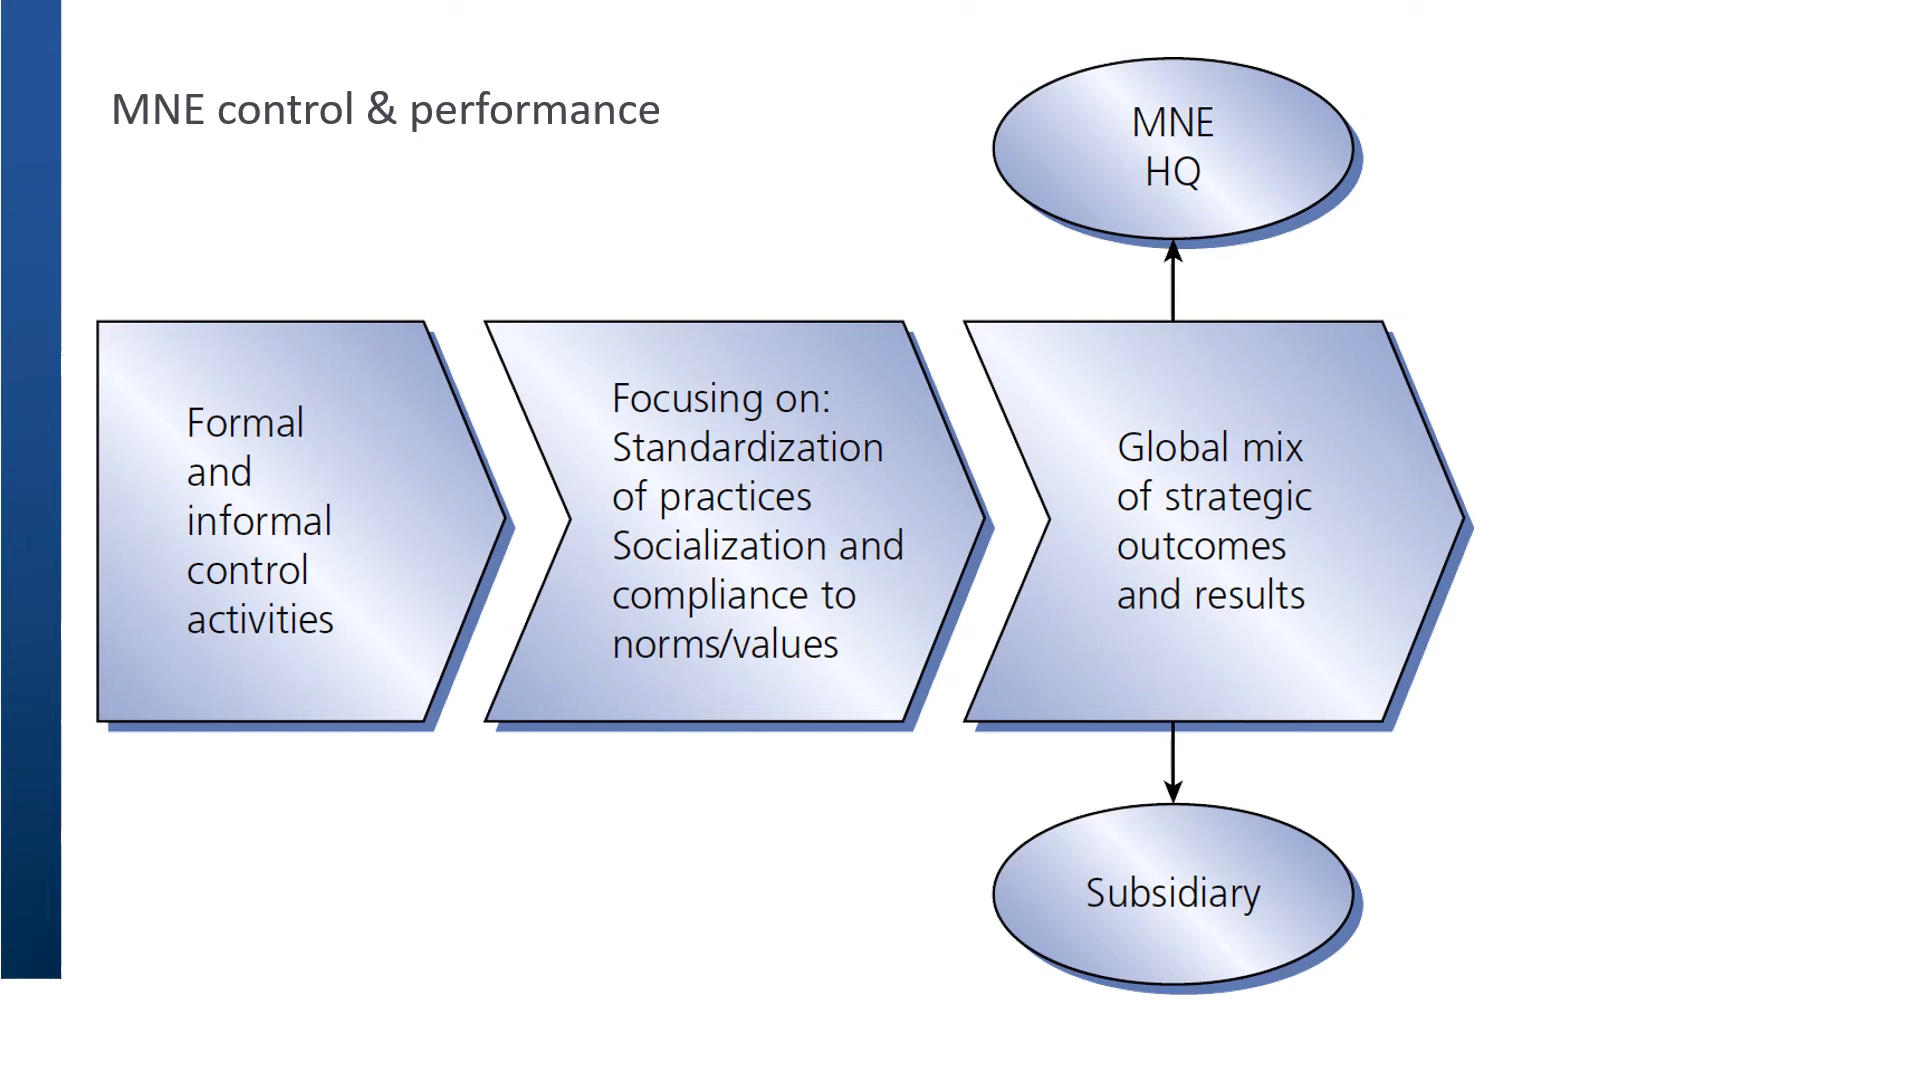 MNE control & performance
MNE
HQ
Formal
and
informal
control
activities
Focusing on:
Standardization
of practices
Socialization and
compliance to
norms/values
Global mix
of strategic
outcomes
and results
Subsidiary